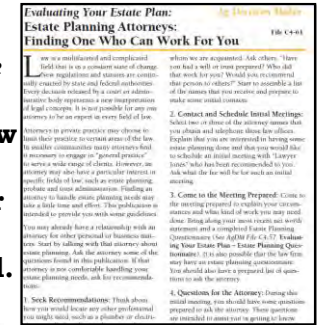 Evaluating Your Estate Plan:
Ag Decision Maker
Estate Planning Attorneys:
Finding One Who Can Work For You
File C4-61
Law is a multifaceted and complicated
field that is in a constant state of change.
New regulations and statutes are continually
enacted by state and federal authorities.
Every decision released by a court or administrative
body represents a new interpretation
of legal concepts. It is not possible for any one
attorney to be an expert in every field of law.
Attorneys in private practice may choose to
limit their practice to certain areas of the law.
In smaller communities many attorneys find
it necessary to engage in "general practice"
to serve a wide range of clients. However, an
attorney may also have a particular interest or
specific fields of law such as estate planning,
probate and trust administration. Finding an
attorney to handle estate planning needs may
take a little time and effort. This publication is
intended to provide you with some guidelines.
You may already have a relationship with an
attorney for other personal or business matters.
Start by talking with that attorney about
estate planning. Ask the attorney some of the
questions found in this publication. If that
attorney is not comfortable handling your
estate planning needs, ask for recommendations.
1. Seek Recommendations: Think about
how you would locate any other professional
you might need, such as a plumber or
whom we are acquainted. Ask others, "Have
you had a will or trust prepared? Who did
that work for you? Would you recommend
that person to others?" Start to assemble a list
of the names that you receive and prepare to
make some initial contacts.
2. Contact and Schedule Initial Meetings:
Select two or three of the attorney names that
you obtain and telephone those law offices.
Explain that you are interested in having some
estate planning done and that you would like
to schedule an initial meeting with "Lawyer
Jones" who has been recommended to you.
Ask what the fee will be for such an initial
meeting.
3. Come to the Meeting Prepared: Come to
the meeting prepared to explain your circumstances
and what kind of work you may need
done. Bring along your most recent net worth
statement and a completed Estate Planning
Questionnaire (See AgDM File C4-57 Evaluating
Your Estate Plan - Estate Planning Questionnaire).
It is also possible that the law firm
may have an estate planning questionnaire.
You should also have a prepared list of questions
to ask the attorney.
4. Questions for the Attorney: During this
initial meeting, you should have some questions
prepared to ask the attorney. These questions
are intended to assist you in going to know